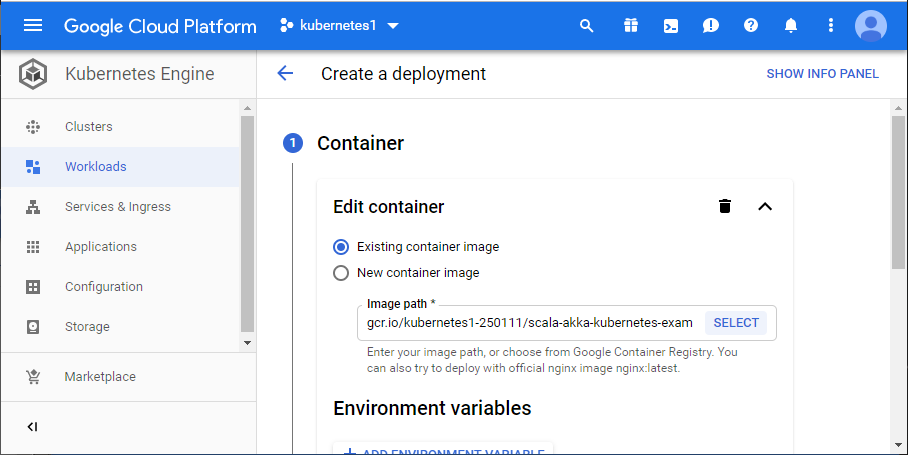 Google Cloud Platform
kubernetes1
Kubernetes Engine
Create a deployment
SHOW INFO PANEL
Clusters
Workloads
Services & Ingress
Applications
Configuration
Storage
Marketplace
1 Container
Edit container
Existing container image
New container image
Image path *
gcr.io/kubernetes1-250111/scala-akka-kubernetes-exam
SELECT
Enter your image path, or choose from Google Container Registry. You
can also try to deploy with official nginx image nginx:latest.
Environment variables
+ ADD ENVIRONMENT VARIABLE